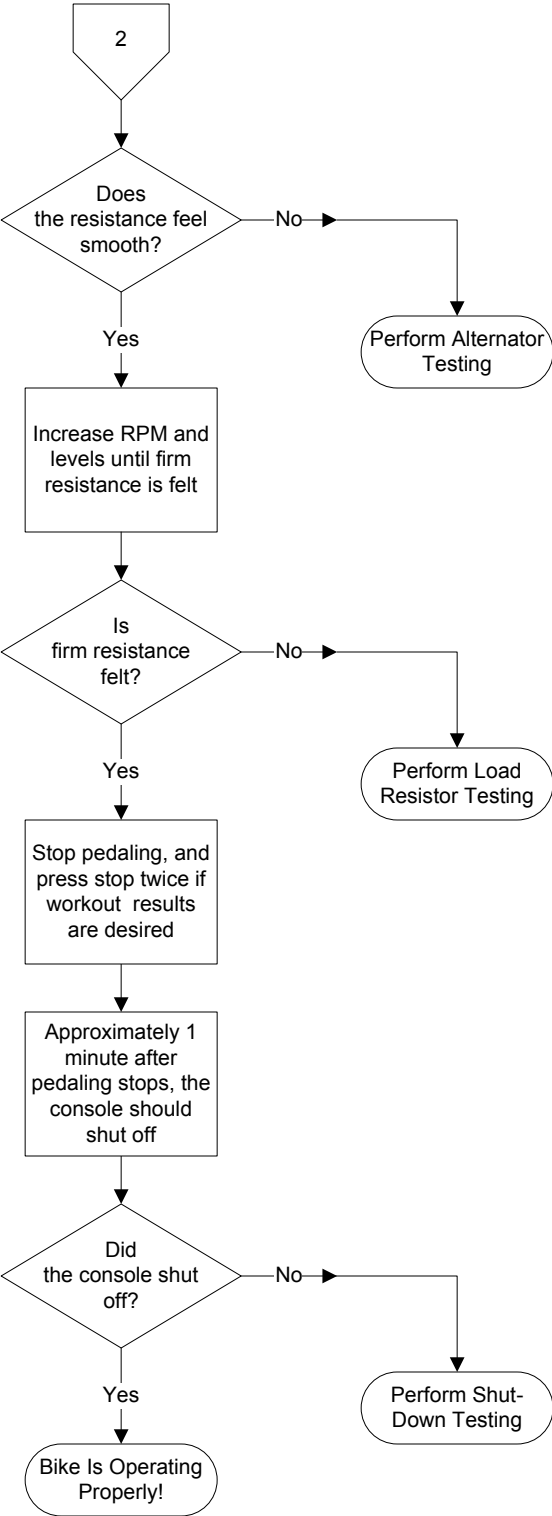 2
Does
the resistance feel
smooth?
No
Perform Alternator
Testing
Yes
Increase RPM and
levels until firm
resistance is felt
Is
firm resistance
felt?
No
Perform Load
Resistor Testing
Yes
Stop pedaling, and
press stop twice if
workout  results
are desired
Approximately 1
minute after
pedaling stops, the
console should
shut off
Did
the console shut
off?
No
Perform Shut-
Down Testing
Yes
Bike Is Operating
Properly!